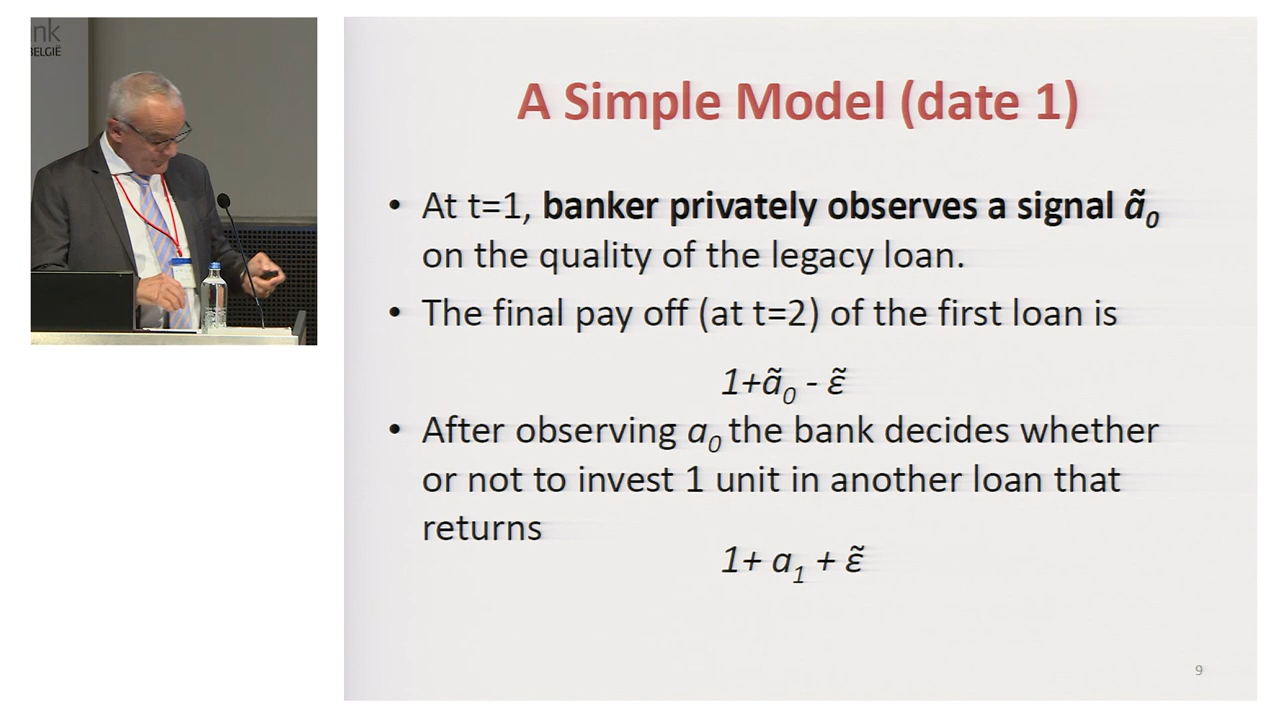 nk
BELGIË
A Simple Model (date 1)
• At t=1, banker privately observes a signal ã₀
on the quality of the legacy loan.
• The final pay off (at t=2) of the first loan is
1+ã₀ - ε̃
• After observing a₀ the bank decides whether
or not to invest 1 unit in another loan that
returns
1+ a₁ + ε̃
9